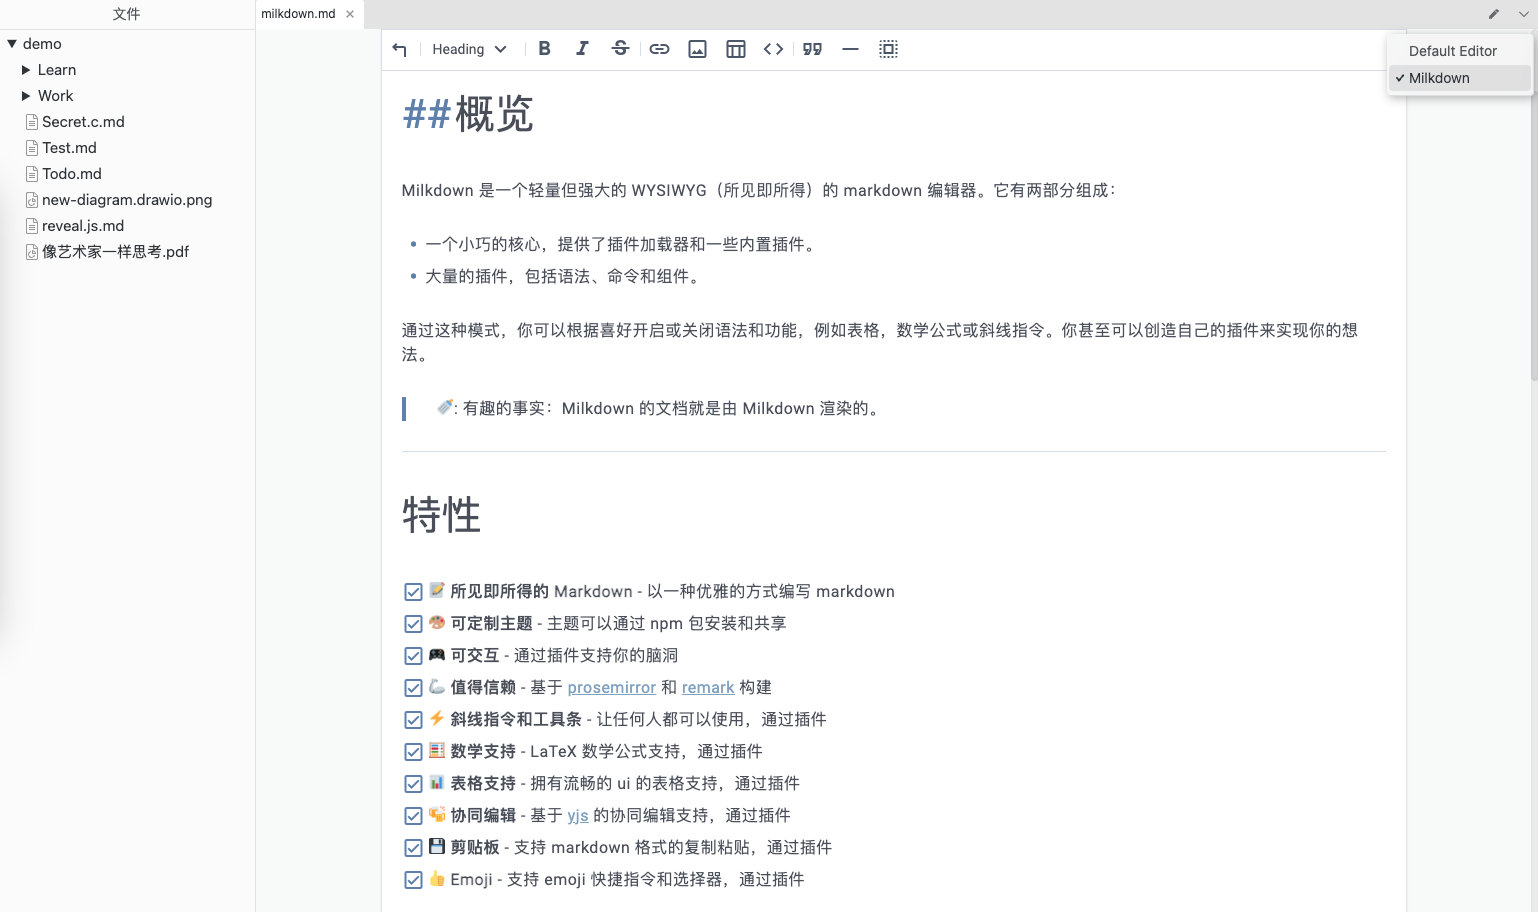 文件
milkdown.md
demo
Learn
Work
Secret.c.md
Test.md
Todo.md
new-diagram.drawio.png
reveal.js.md
像艺术家一样思考.pdf
Heading
Default Editor
Milkdown
##概览
Milkdown 是一个轻量但强大的 WYSIWYG（所见即所得）的 markdown 编辑器。它有两部分组成：
一个小巧的核心，提供了插件加载器和一些内置插件。
大量的插件，包括语法、命令和组件。
通过这种模式，你可以根据喜好开启或关闭语法和功能，例如表格，数学公式或斜线指令。你甚至可以创造自己的插件来实现你的想
法。
🍼: 有趣的事实：Milkdown 的文档就是由 Milkdown 渲染的。
特性
📝 所见即所得的 Markdown - 以一种优雅的方式编写 markdown
🎨 可定制主题 - 主题可以通过 npm 包安装和共享
🎮 可交互 - 通过插件支持你的脑洞
🦾 值得信赖 - 基于 prosemirror 和 remark 构建
⚡ 斜线指令和工具条 - 让任何人都可以使用，通过插件
🧮 数学支持 - LaTeX 数学公式支持，通过插件
📊 表格支持 - 拥有流畅的 ui 的表格支持，通过插件
🍻 协同编辑 - 基于 yjs 的协同编辑支持，通过插件
💾 剪贴板 - 支持 markdown 格式的复制粘贴，通过插件
👍 Emoji - 支持 emoji 快捷指令和选择器，通过插件